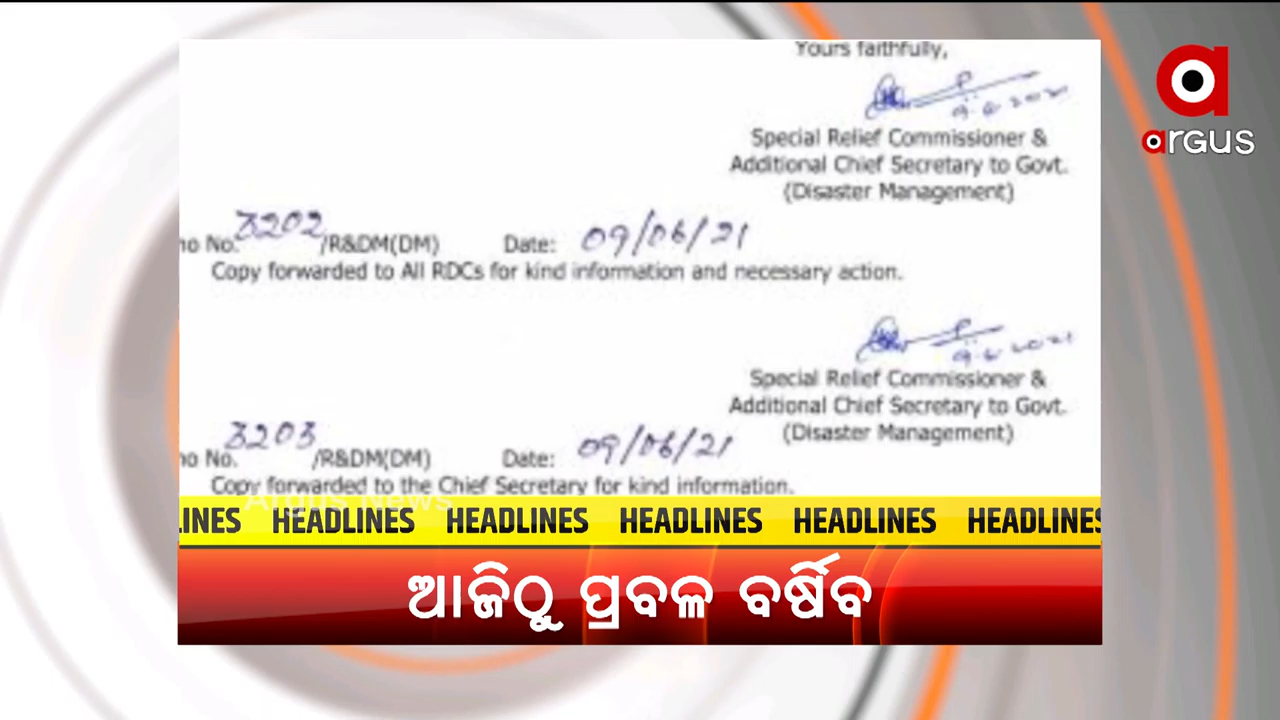 Yours faithfully,
9.6.2021
Special Relief Commissioner &
Additional Chief Secretary to Govt.
(Disaster Management)
no No. 3202/R&DM(DM) Date: 09/06/21
Copy forwarded to All RDCs for kind information and necessary action.
9.6.2021
Special Relief Commissioner &
Additional Chief Secretary to Govt.
(Disaster Management)
no No. 3203/R&DM(DM) Date: 09/06/21
Copy forwarded to the Chief Secretary for kind information.
Argus News
LINES HEADLINES HEADLINES HEADLINES HEADLINES HEADLINES
ଆଜିଠୁ ପ୍ରବଳ ବର୍ଷିବ
a
argus